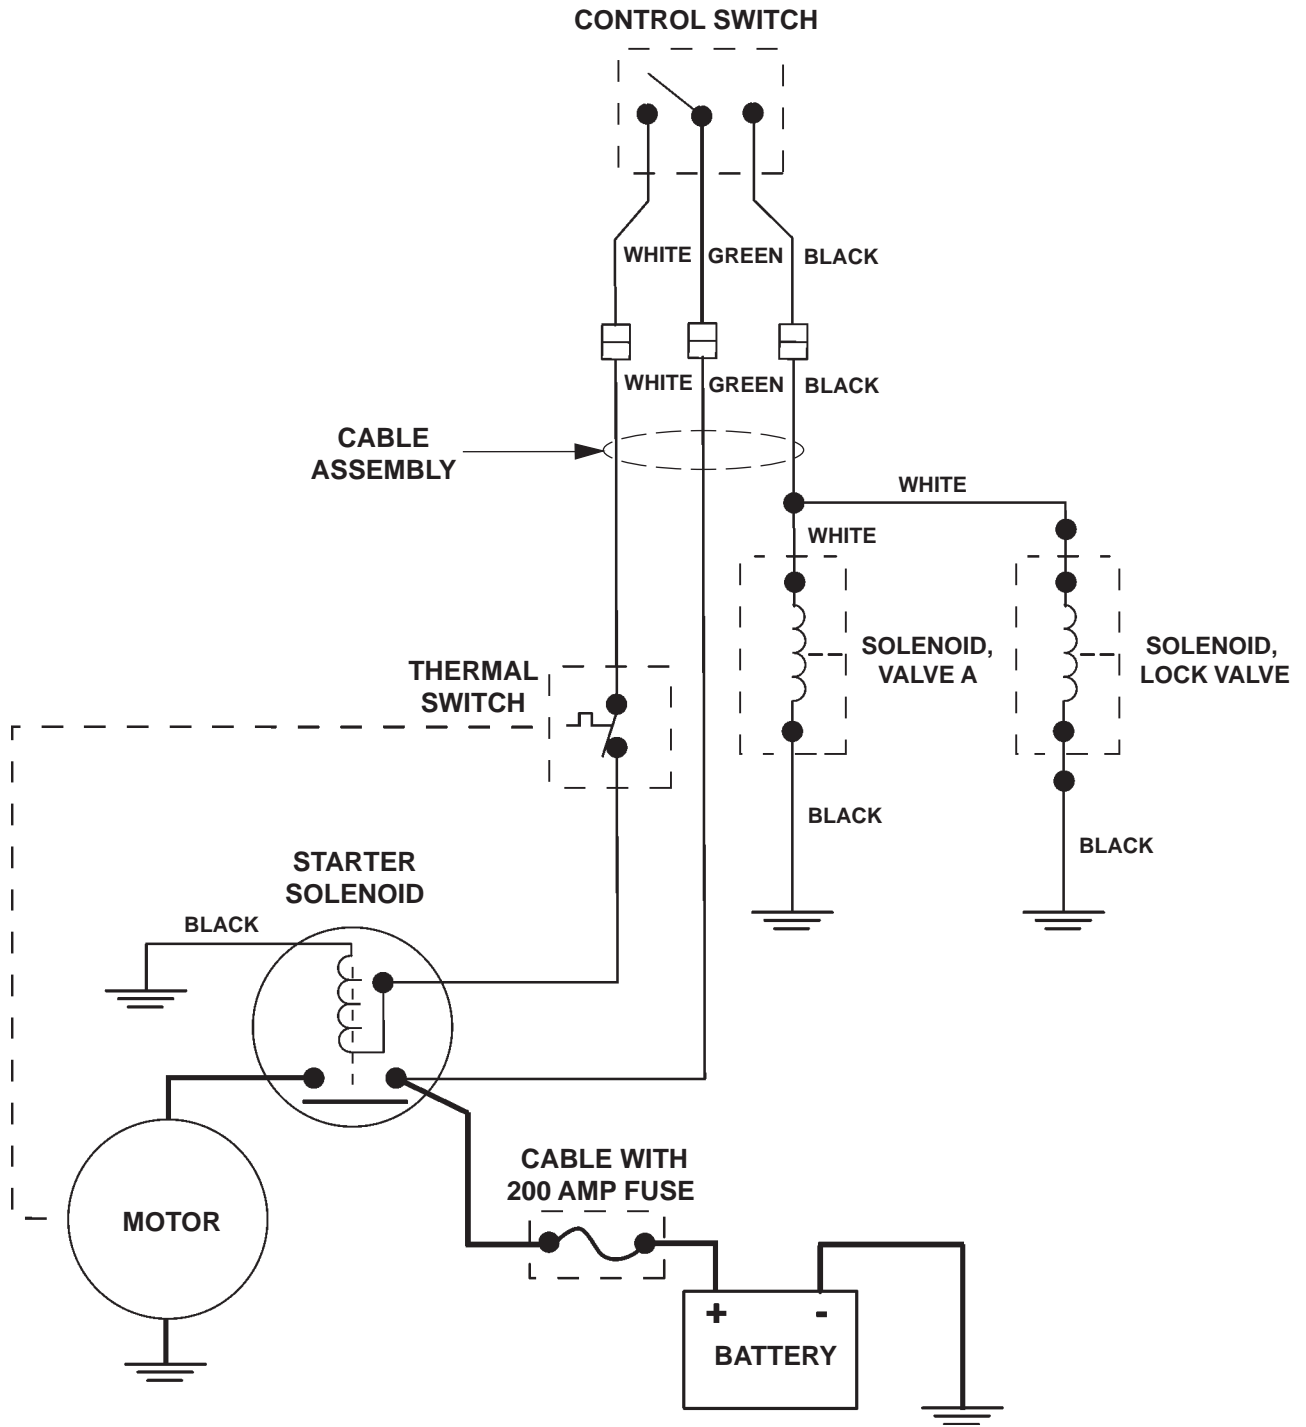 CONTROL SWITCH
WHITE
GREEN
BLACK
WHITE
GREEN
BLACK
CABLE
ASSEMBLY
WHITE
WHITE
SOLENOID,
VALVE A
SOLENOID,
LOCK VALVE
THERMAL
SWITCH
BLACK
BLACK
STARTER
SOLENOID
BLACK
MOTOR
CABLE WITH
200 AMP FUSE
+
-
BATTERY